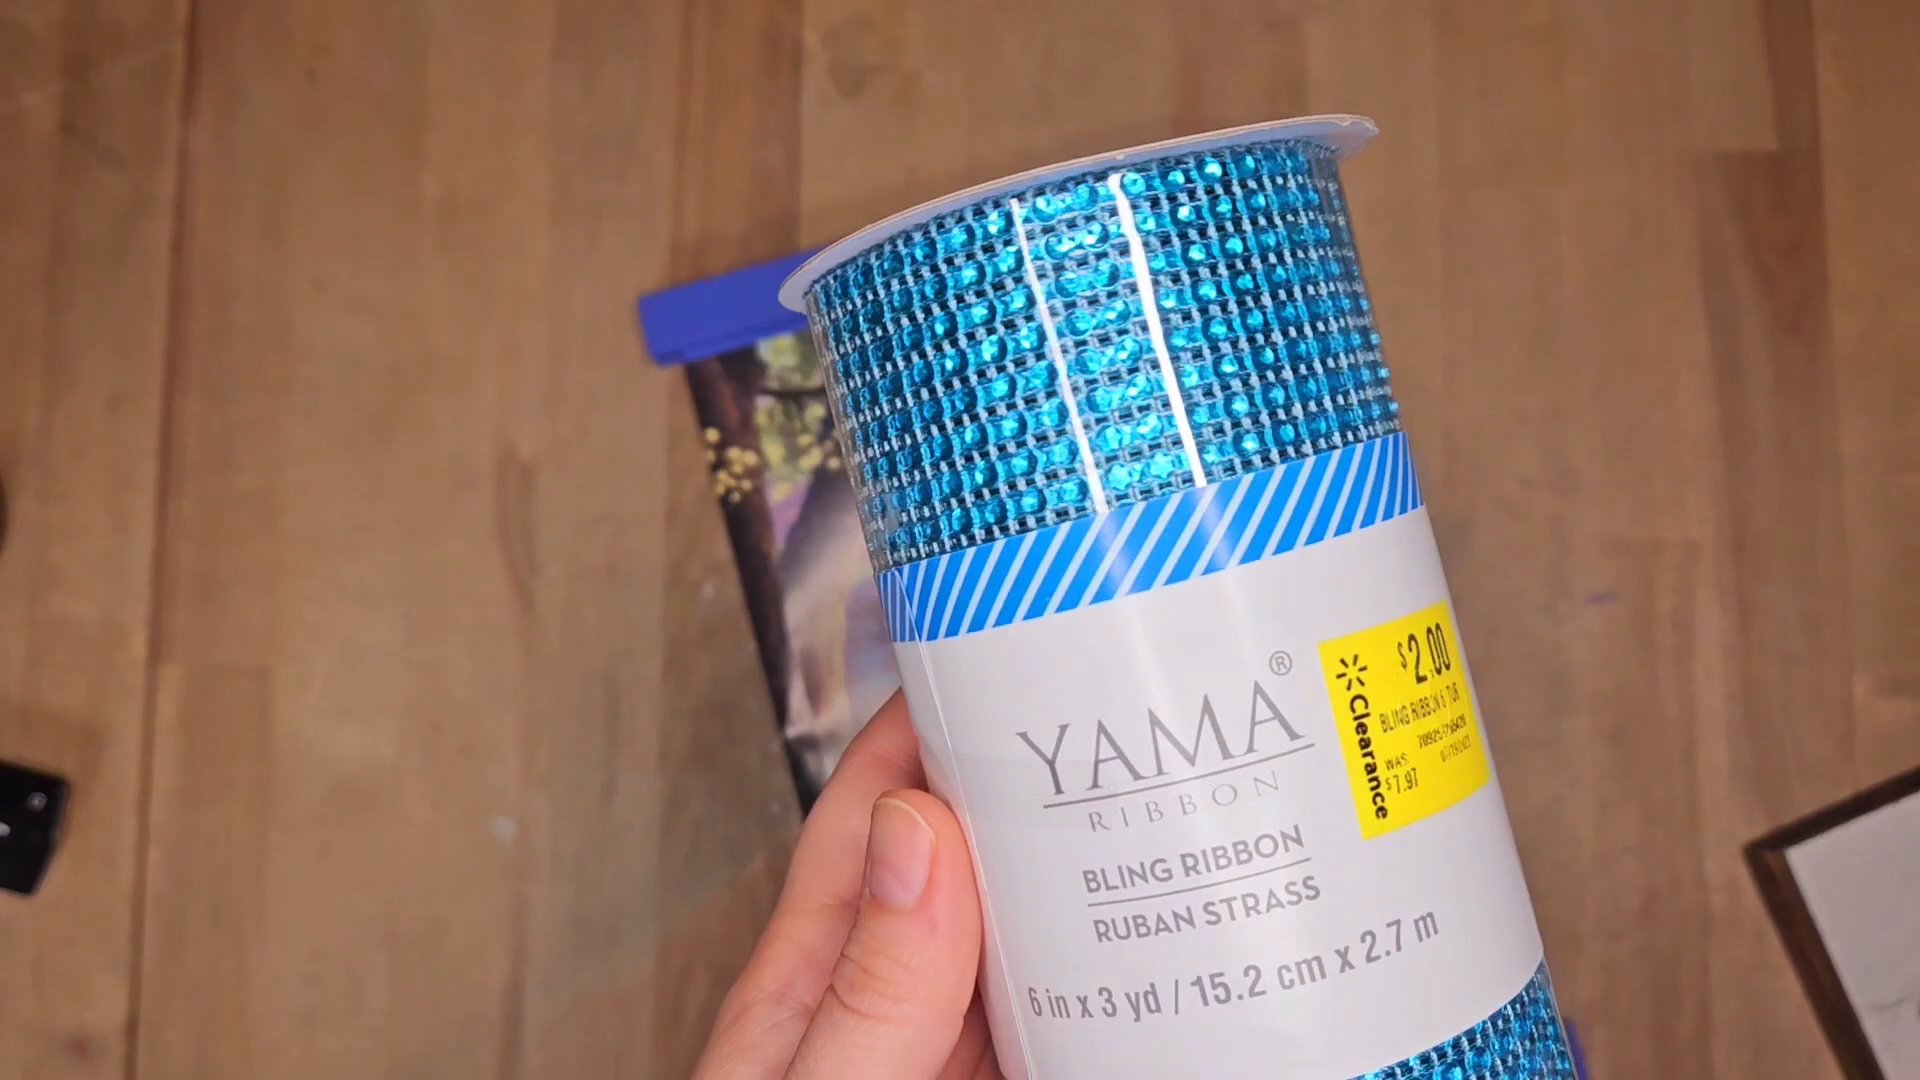 YAMA®
RIBBON
BLING RIBBON
RUBAN STRASS
6 in x 3 yd / 15.2 cm x 2.7 m
Clearance
$2.00
BLING RIBBON 6 TUR
WAS
$7.97